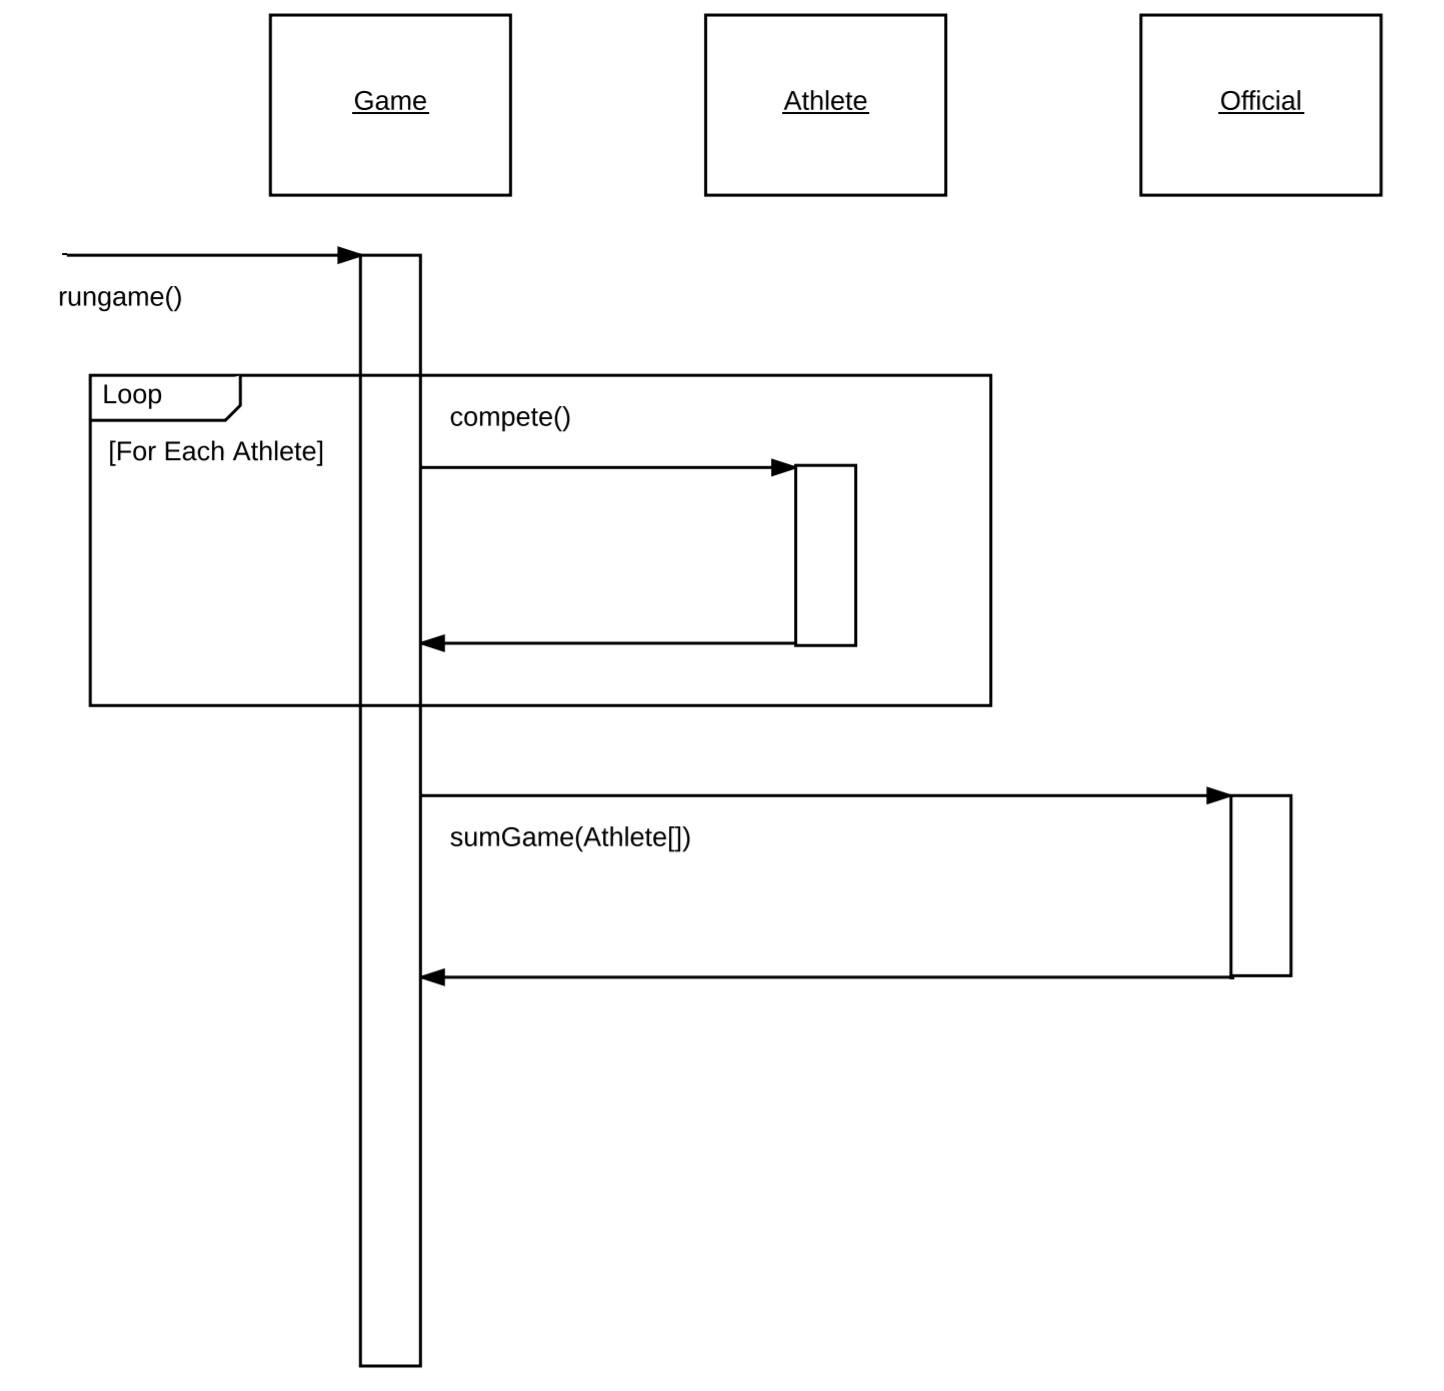 Game
Athlete
Official
rungame()
Loop
compete()
[For Each Athlete]
sumGame(Athlete[])